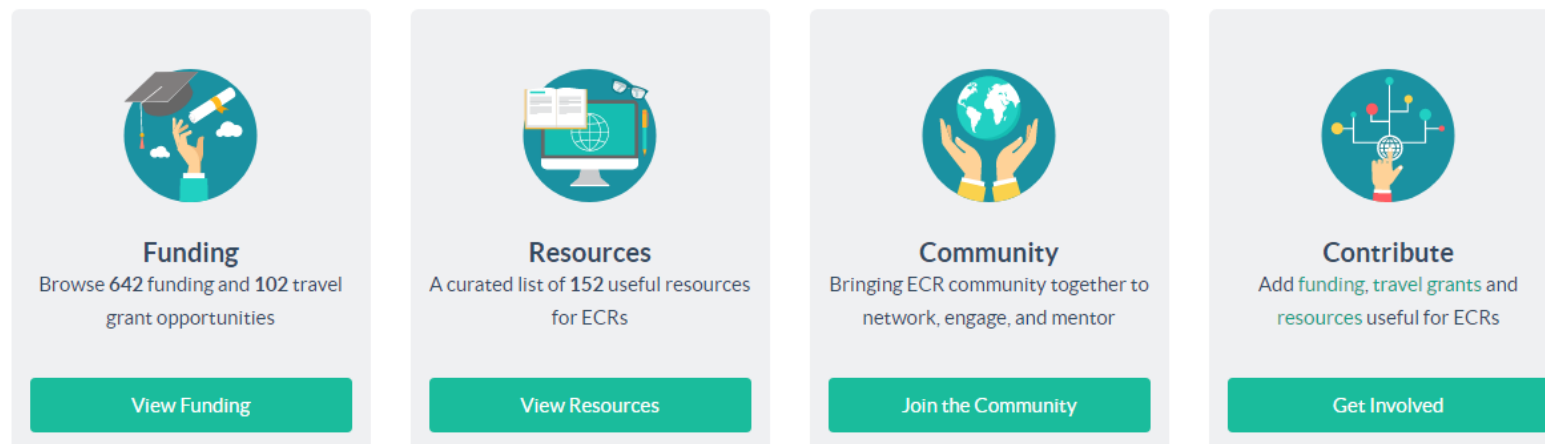 Funding
Browse 642 funding and 102 travel
grant opportunities
View Funding
Resources
A curated list of 152 useful resources
for ECRs
View Resources
Community
Bringing ECR community together to
network, engage, and mentor
Join the Community
Contribute
Add funding, travel grants and
resources useful for ECRs
Get Involved